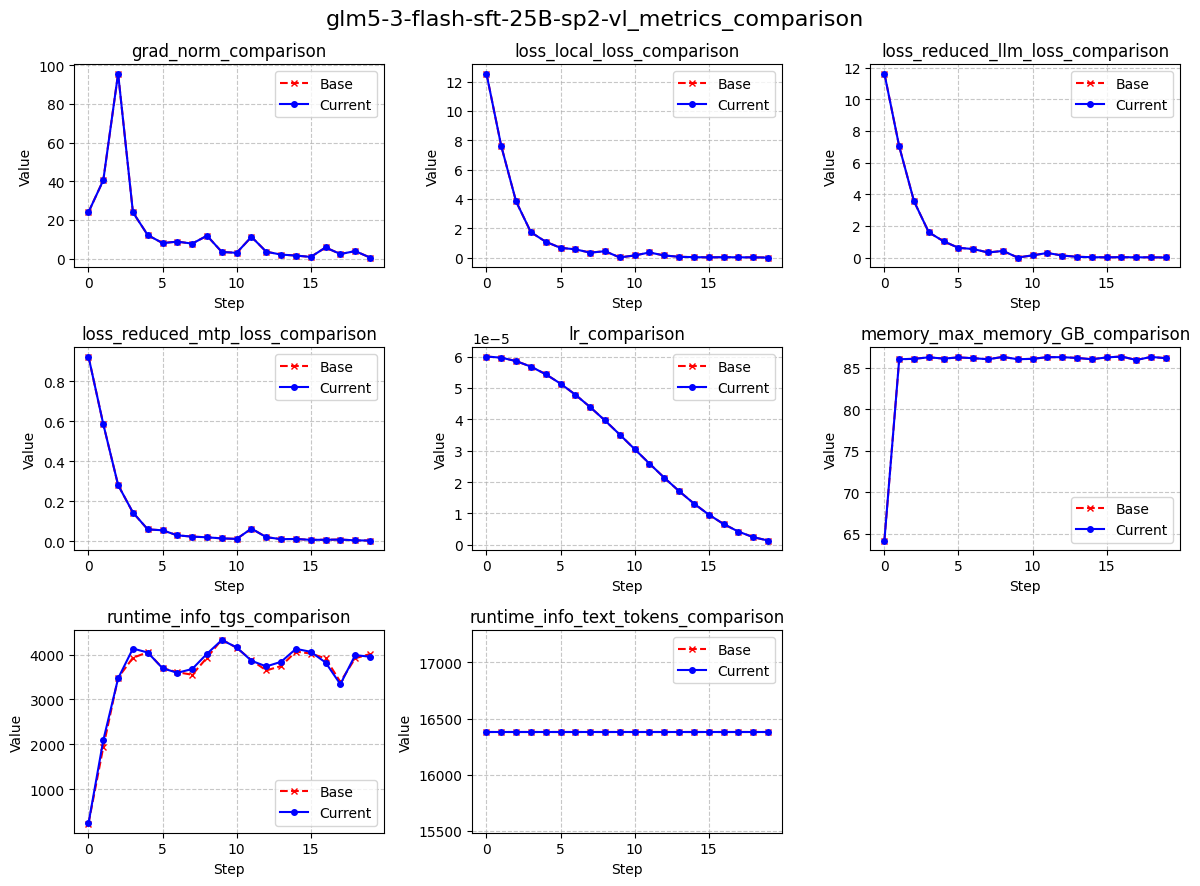 glm5-3-flash-sft-25B-sp2-vl_metrics_comparison
grad_norm_comparison
Value
100
80
60
40
20
0
0 5 10 15
Step
Base
Current
loss_local_loss_comparison
Value
12
10
8
6
4
2
0
0 5 10 15
Step
Base
Current
loss_reduced_llm_loss_comparison
Value
12
10
8
6
4
2
0
0 5 10 15
Step
Base
Current
loss_reduced_mtp_loss_comparison
Value
0.8
0.6
0.4
0.2
0.0
0 5 10 15
Step
Base
Current
lr_comparison
1e−5
Value
6
5
4
3
2
1
0
0 5 10 15
Step
Base
Current
memory_max_memory_GB_comparison
Value
85
80
75
70
65
0 5 10 15
Step
Base
Current
runtime_info_tgs_comparison
Value
4000
3000
2000
1000
0 5 10 15
Step
Base
Current
runtime_info_text_tokens_comparison
Value
17000
16500
16000
15500
0 5 10 15
Step
Base
Current